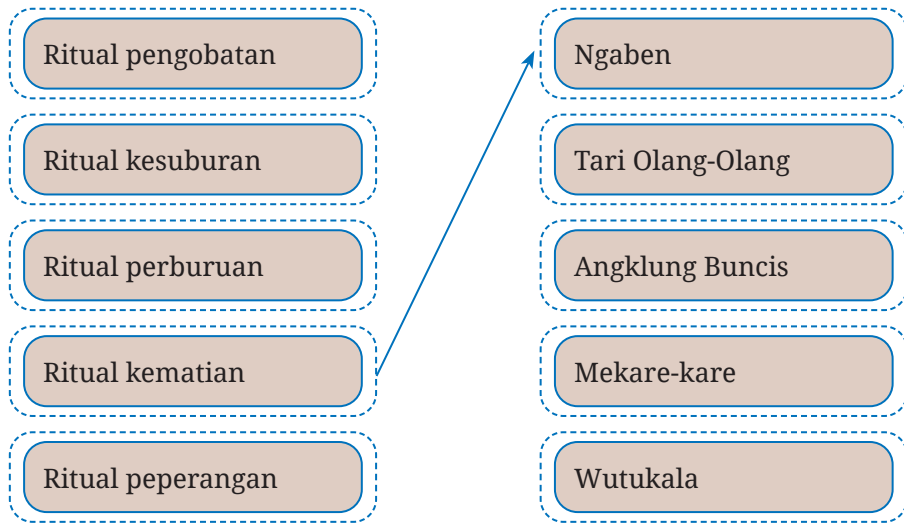 Ritual pengobatan
Ritual kesuburan
Ritual perburuan
Ritual kematian
Ritual peperangan
Ngaben
Tari Olang-Olang
Angklung Buncis
Mekare-kare
Wutukala